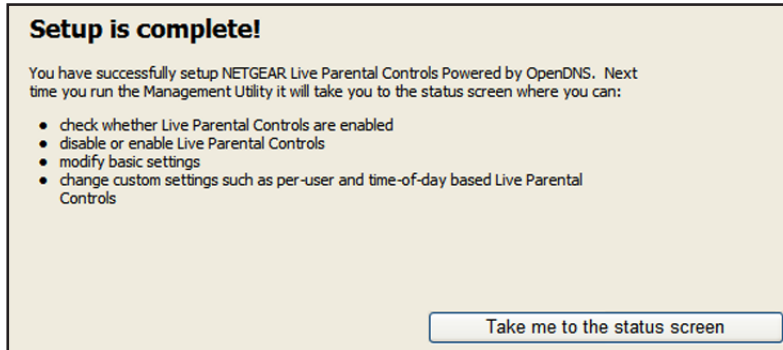 Setup is complete!
You have successfully setup NETGEAR Live Parental Controls Powered by OpenDNS. Next
time you run the Management Utility it will take you to the status screen where you can:
• check whether Live Parental Controls are enabled
• disable or enable Live Parental Controls
• modify basic settings
• change custom settings such as per-user and time-of-day based Live Parental
Controls
Take me to the status screen